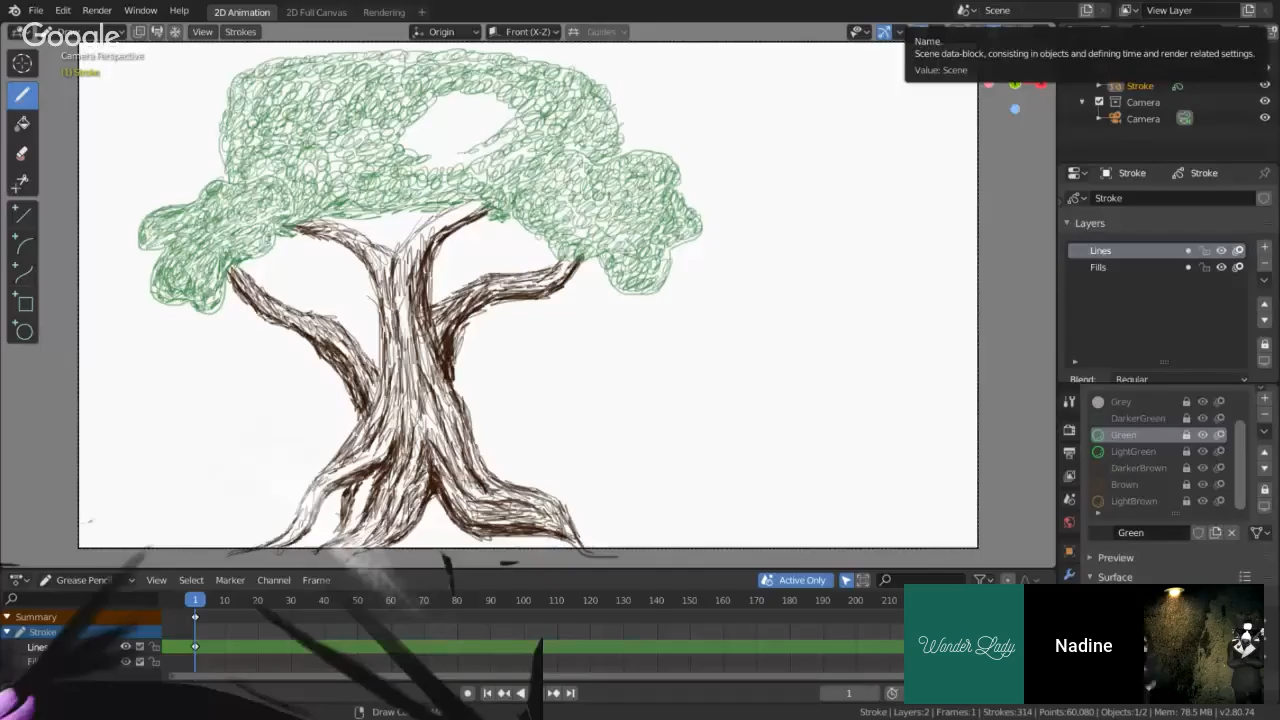 File Edit Render Window Help 2D Animation 2D Full Canvas Rendering + Scene View Layer
Google View Strokes Origin Front (X-Z) Guides
Camera Perspective
(1) Stroke
Name.
Scene data-block, consisting in objects and defining time and render related settings.
Value: Scene
Stroke
Camera
Camera
Stroke Stroke
Stroke
Layers
Lines
Fills
Blend: Regular
Grey
DarkerGreen
Green
LightGreen
DarkerBrown
Brown
LightBrown
Green
Preview
Surface
Grease Pencil View Select Marker Channel Frame Active Only
1 10 20 30 40 50 60 70 80 90 100 110 120 130 140 150 160 170 180 190 200 210
Summary
Stroke
Lines
Wonder Lady
Nadine
1
Stroke | Layers:2 | Frames:1 | Strokes:314 | Points:60,080 | Objects:1/2 | Mem: 78.5 MB | v2.80.74